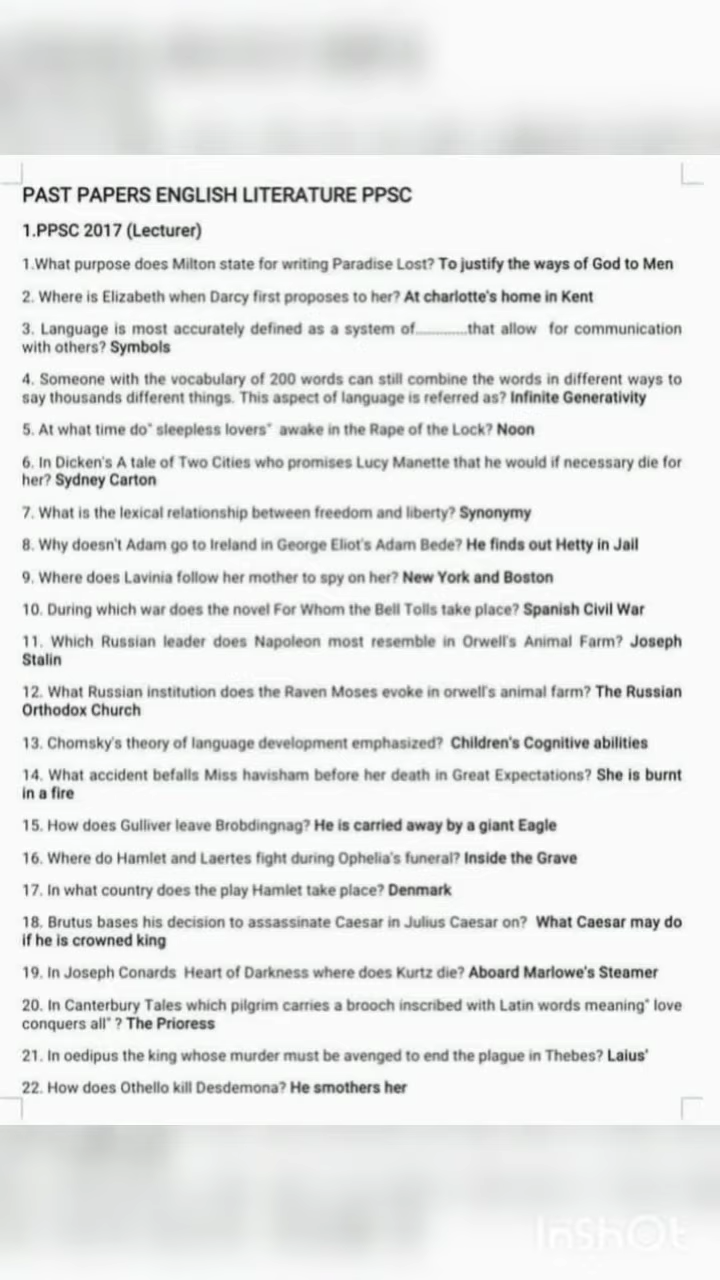 PAST PAPERS ENGLISH LITERATURE PPSC
1.PPSC 2017 (Lecturer)
1.What purpose does Milton state for writing Paradise Lost? To justify the ways of God to Men
2. Where is Elizabeth when Darcy first proposes to her? At charlotte's home in Kent
3. Language is most accurately defined as a system of............that allow for communication
with others? Symbols
4. Someone with the vocabulary of 200 words can still combine the words in different ways to
say thousands different things. This aspect of language is referred as? Infinite Generativity
5. At what time do" sleepless lovers" awake in the Rape of the Lock? Noon
6. In Dicken's A tale of Two Cities who promises Lucy Manette that he would if necessary die for
her? Sydney Carton
7. What is the lexical relationship between freedom and liberty? Synonymy
8. Why doesn't Adam go to Ireland in George Eliot's Adam Bede? He finds out Hetty in Jail
9. Where does Lavinia follow her mother to spy on her? New York and Boston
10. During which war does the novel For Whom the Bell Tolls take place? Spanish Civil War
11. Which Russian leader does Napoleon most resemble in Orwell's Animal Farm? Joseph
Stalin
12. What Russian institution does the Raven Moses evoke in orwell's animal farm? The Russian
Orthodox Church
13. Chomsky's theory of language development emphasized? Children's Cognitive abilities
14. What accident befalls Miss havisham before her death in Great Expectations? She is burnt
in a fire
15. How does Gulliver leave Brobdingnag? He is carried away by a giant Eagle
16. Where do Hamlet and Laertes fight during Ophelia's funeral? Inside the Grave
17. In what country does the play Hamlet take place? Denmark
18. Brutus bases his decision to assassinate Caesar in Julius Caesar on? What Caesar may do
if he is crowned king
19. In Joseph Conards Heart of Darkness where does Kurtz die? Aboard Marlowe's Steamer
20. In Canterbury Tales which pilgrim carries a brooch inscribed with Latin words meaning" love
conquers all" ? The Prioress
21. In oedipus the king whose murder must be avenged to end the plague in Thebes? Laius'
22. How does Othello kill Desdemona? He smothers her
InShOt